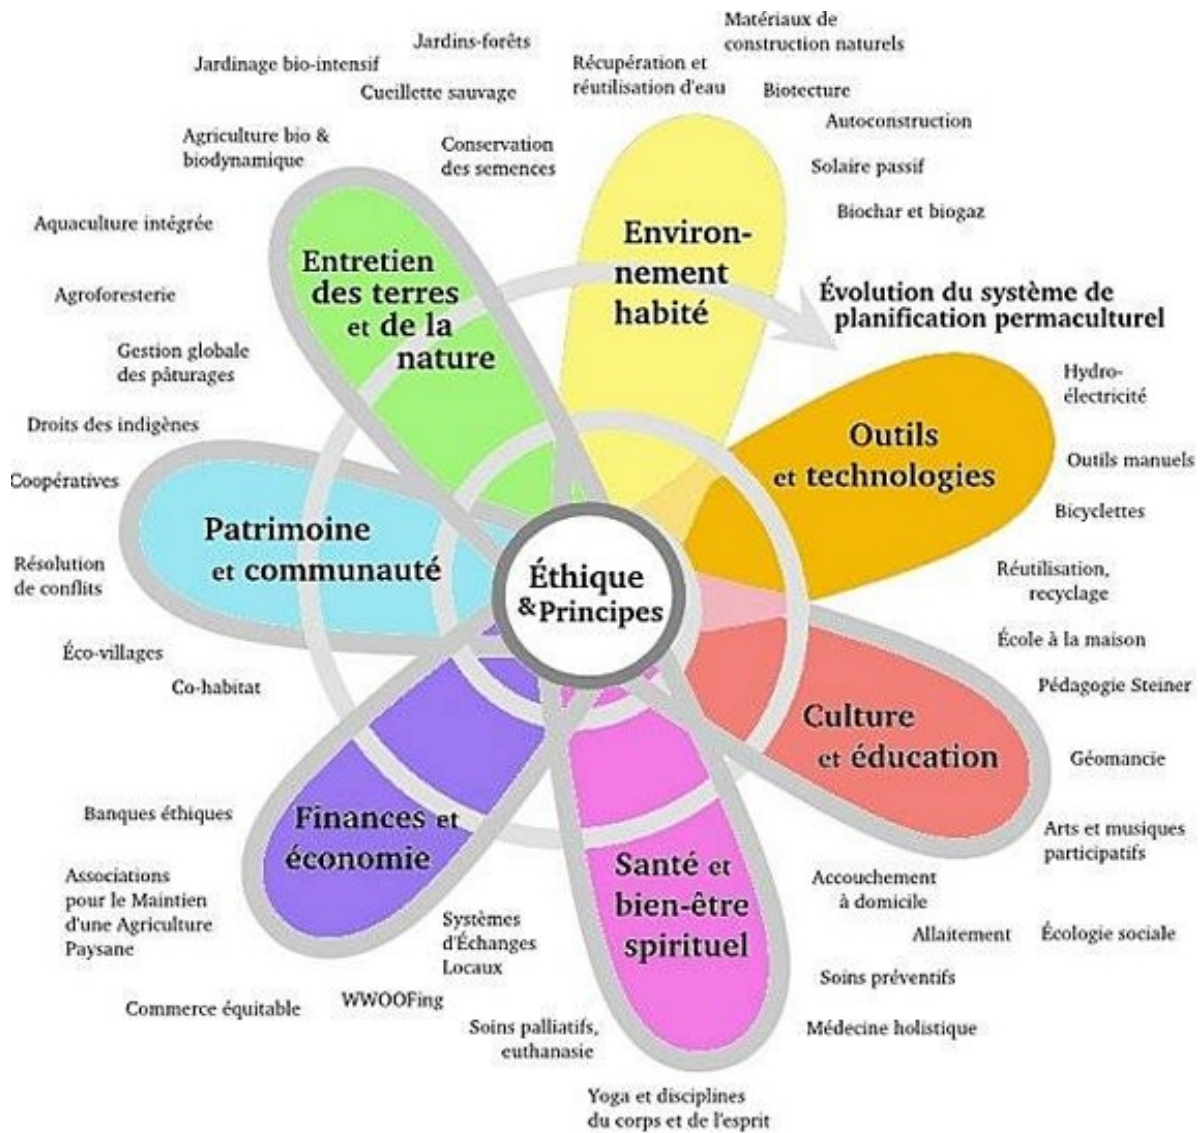 Matériaux de
construction naturels
Jardins-forêts
Jardinage bio-intensif
Récupération et
réutilisation d'eau
Cueillette sauvage
Biotecture
Autoconstruction
Agriculture bio &
biodynamique
Conservation
des semences
Solaire passif
Biochar et biogaz
Aquaculture intégrée
Environ-
nement
habité
Entretien
des terres
et de la
nature
Agroforesterie
Évolution du système de
planification permaculturel
Gestion globale
des pâturages
Hydro-
électricité
Droits des indigènes
Outils
et technologies
Outils manuels
Coopératives
Bicyclettes
Patrimoine
et communauté
Résolution
de conflits
Éthique
&Principes
Réutilisation,
recyclage
École à la maison
Éco-villages
Co-habitat
Pédagogie Steiner
Culture
et éducation
Géomancie
Banques éthiques
Finances et
économie
Arts et musiques
participatifs
Santé et
bien-être
spirituel
Accouchement
à domicile
Associations
pour le Maintien
d'une Agriculture
Paysane
Systèmes
d'Échanges
Locaux
Allaitement
Écologie sociale
Soins préventifs
Commerce équitable
WWOOFing
Soins palliatifs,
euthanasie
Médecine holistique
Yoga et disciplines
du corps et de l'esprit